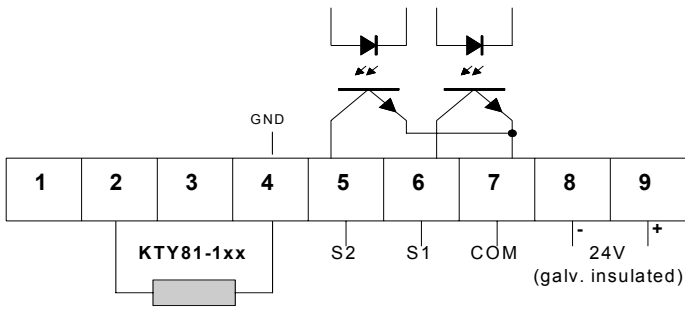 GND
1 2 3 4 5 6 7 8 9
KTY81-1xx S2 S1 COM - 24V +
(galv. insulated)